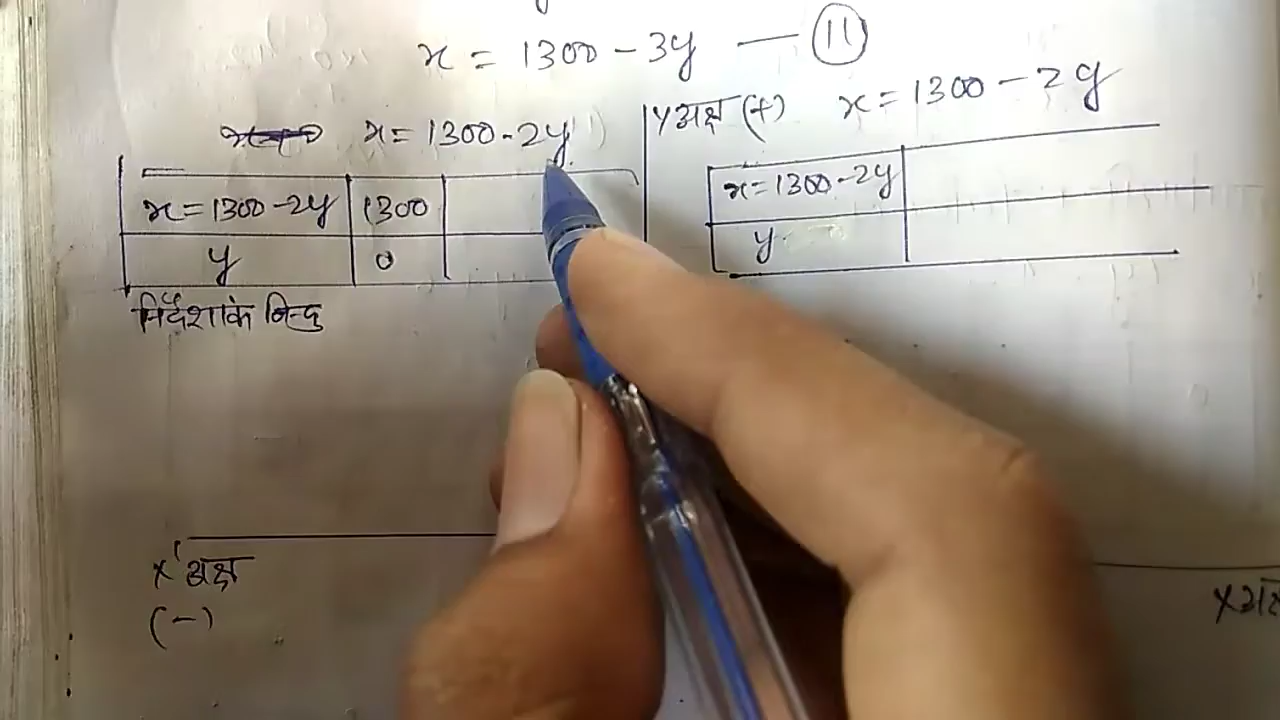 x = 1300 - 3y — 11
x = 1300 - 2y
x = 1300 - 2y 1300
y 0
निर्देशांक बिन्दु
y अक्ष (+) x = 1300 - 2y
x = 1300 - 2y
y
x' अक्ष
(-)
X अक्ष